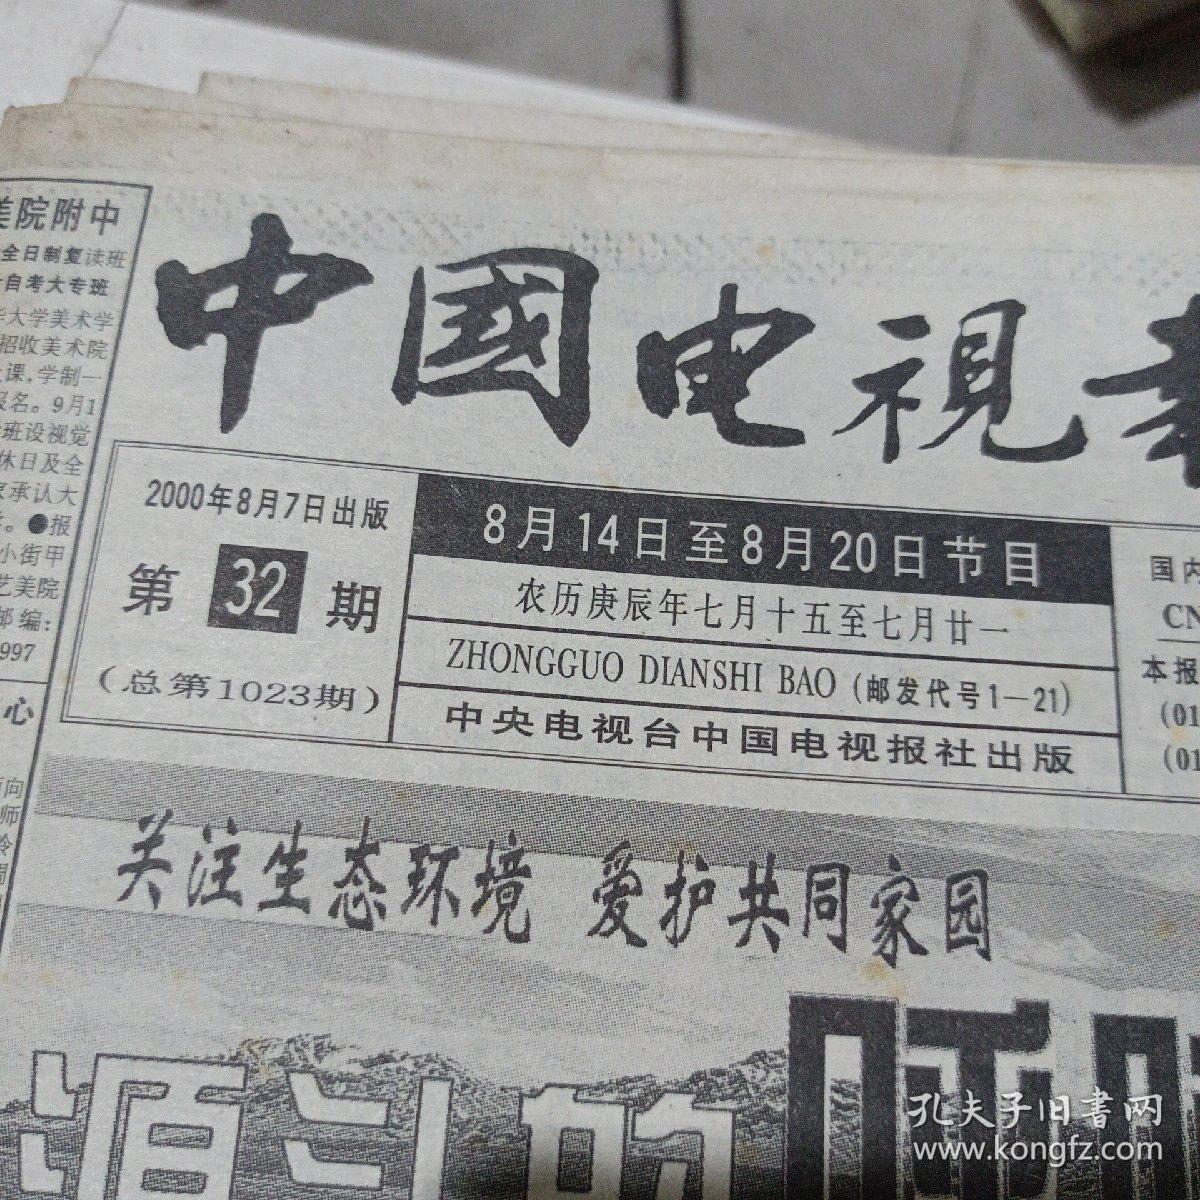 美院附中
全日制复读班
自考大专班
大学美术学
招收美术院
课,学制一
报名。9月1
班设视觉
休日及全
家承认大
。●报
小街甲
艺美院
邮编:
997
心
中國电视
2000年8月7日出版
第32期
(总第1023期)
8月14日至8月20日节目
农历庚辰年七月十五至七月廿一
ZHONGGUO DIANSHI BAO (邮发代号1—21)
中央电视台中国电视报社出版
国内
CN
本报
(01
(01
关注生态环境 爱护共同家园
源头的呼
孔夫子旧书网
www.kongfz.com